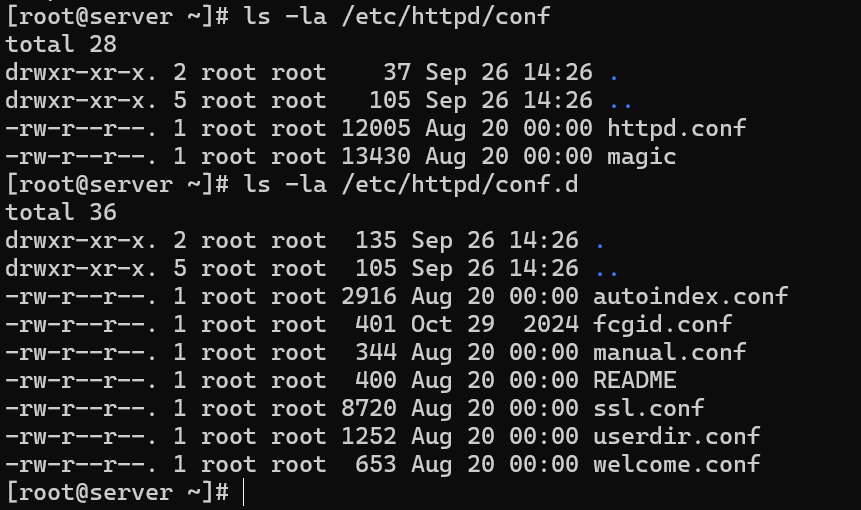 [root@server ~]# ls -la /etc/httpd/conf
total 28
drwxr-xr-x. 2 root root    37 Sep 26 14:26 .
drwxr-xr-x. 5 root root   105 Sep 26 14:26 ..
-rw-r--r--. 1 root root 12005 Aug 20 00:00 httpd.conf
-rw-r--r--. 1 root root 13430 Aug 20 00:00 magic
[root@server ~]# ls -la /etc/httpd/conf.d
total 36
drwxr-xr-x. 2 root root  135 Sep 26 14:26 .
drwxr-xr-x. 5 root root  105 Sep 26 14:26 ..
-rw-r--r--. 1 root root 2916 Aug 20 00:00 autoindex.conf
-rw-r--r--. 1 root root  401 Oct 29  2024 fcgid.conf
-rw-r--r--. 1 root root  344 Aug 20 00:00 manual.conf
-rw-r--r--. 1 root root  400 Aug 20 00:00 README
-rw-r--r--. 1 root root 8720 Aug 20 00:00 ssl.conf
-rw-r--r--. 1 root root 1252 Aug 20 00:00 userdir.conf
-rw-r--r--. 1 root root  653 Aug 20 00:00 welcome.conf
[root@server ~]#